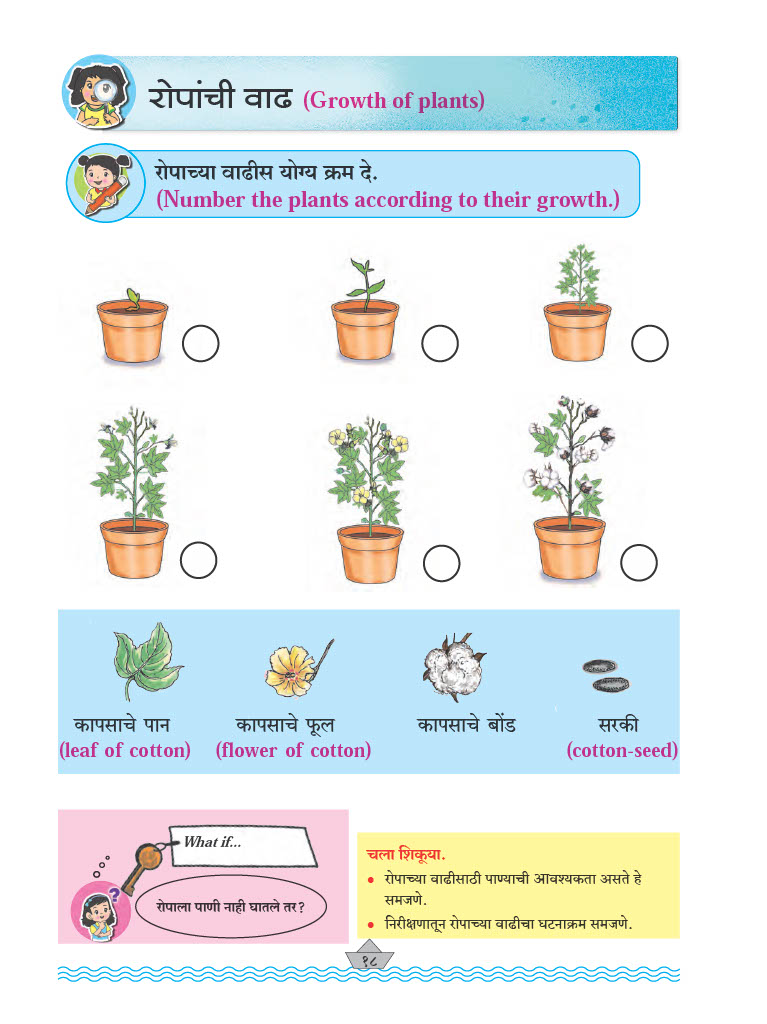 रोपांची वाढ (Growth of plants)
रोपाच्या वाढीस योग्य क्रम दे.
(Number the plants according to their growth.)
कापसाचे पान
(leaf of cotton)
कापसाचे फूल
(flower of cotton)
कापसाचे बोंड
सरकी
(cotton-seed)
What if...
?
रोपाला पाणी नाही घातले तर?
चला शिकूया.
• रोपाच्या वाढीसाठी पाण्याची आवश्यकता असते हे
समजणे.
• निरीक्षणातून रोपाच्या वाढीचा घटनाक्रम समजणे.
१८